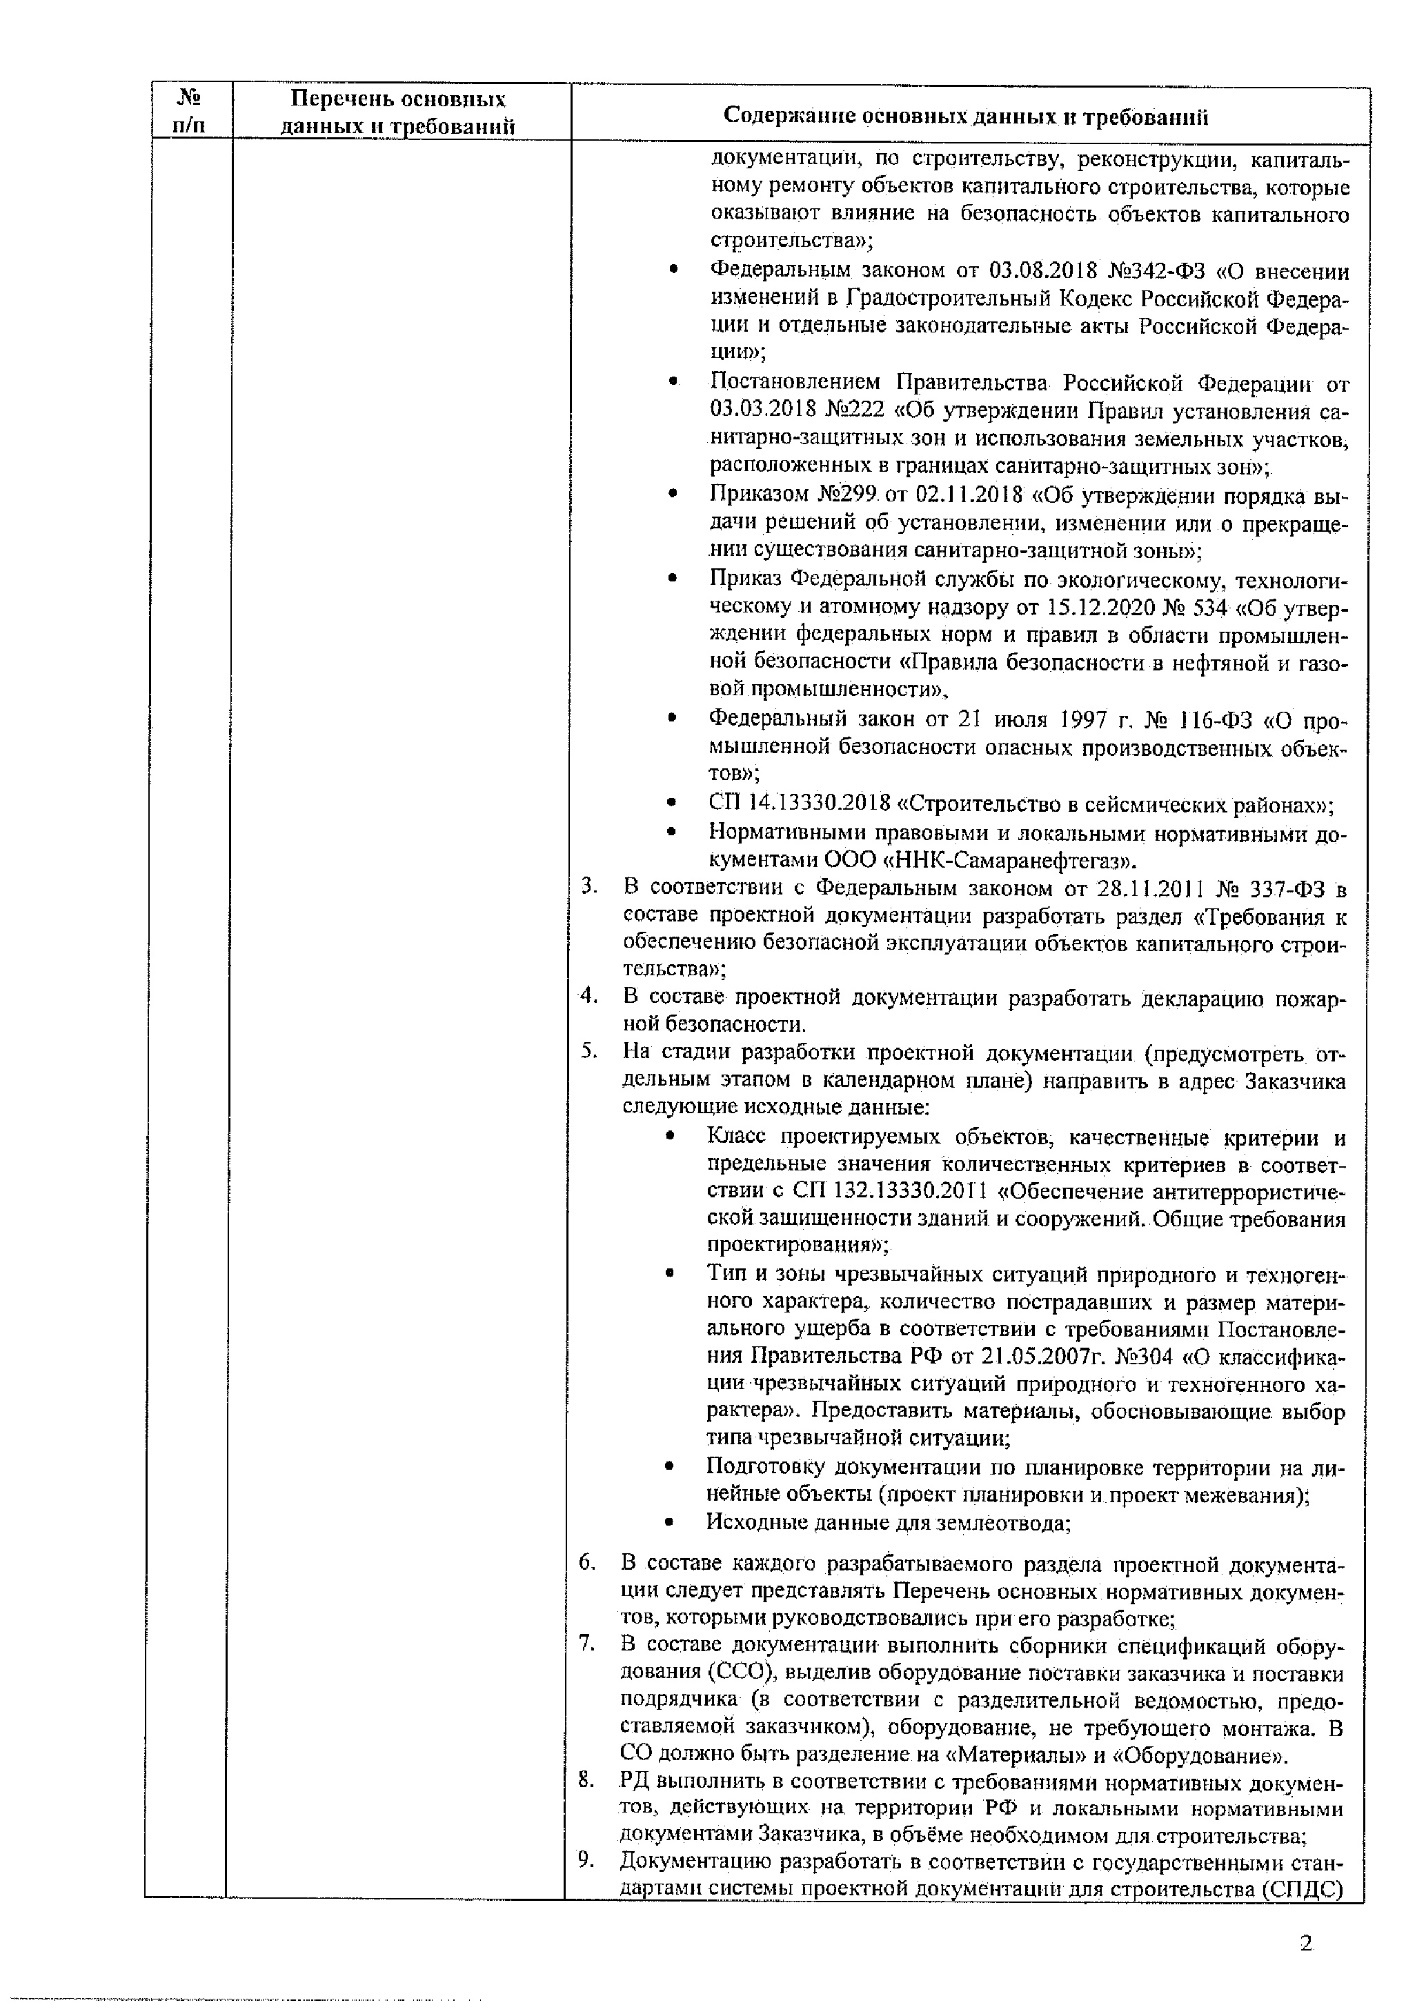 №
п/п
Перечень основных
данных и требований
Содержание основных данных и требований
документации, по строительству, реконструкции, капиталь-
ному ремонту объектов капитального строительства, которые
оказывают влияние на безопасность объектов капитального
строительства»;
• Федеральным законом от 03.08.2018 №342-ФЗ «О внесении
изменений в Градостроительный Кодекс Российской Федера-
ции и отдельные законодательные акты Российской Федера-
ции»;
• Постановлением Правительства Российской Федерации от
03.03.2018 №222 «Об утверждении Правил установления са-
нитарно-защитных зон и использования земельных участков,
расположенных в границах санитарно-защитных зон»;
• Приказом №299 от 02.11.2018 «Об утверждении порядка вы-
дачи решений об установлении, изменении или о прекраще-
нии существования санитарно-защитной зоны»;
• Приказ Федеральной службы по экологическому, технологи-
ческому и атомному надзору от 15.12.2020 № 534 «Об утвер-
ждении федеральных норм и правил в области промышлен-
ной безопасности «Правила безопасности в нефтяной и газо-
вой промышленности»,
• Федеральный закон от 21 июля 1997 г. № 116-ФЗ «О про-
мышленной безопасности опасных производственных объек-
тов»;
• СП 14.13330.2018 «Строительство в сейсмических районах»;
• Нормативными правовыми и локальными нормативными до-
кументами ООО «ННК-Самаранефтегаз».
3. В соответствии с Федеральным законом от 28.11.2011 № 337-ФЗ в
составе проектной документации разработать раздел «Требования к
обеспечению безопасной эксплуатации объектов капитального строи-
тельства»;
4. В составе проектной документации разработать декларацию пожар-
ной безопасности.
5. На стадии разработки проектной документации (предусмотреть от-
дельным этапом в календарном плане) направить в адрес Заказчика
следующие исходные данные:
• Класс проектируемых объектов, качественные критерии и
предельные значения количественных критериев в соответ-
ствии с СП 132.13330.2011 «Обеспечение антитеррористиче-
ской защищенности зданий и сооружений. Общие требования
проектирования»;
• Тип и зоны чрезвычайных ситуаций природного и техноген-
ного характера, количество пострадавших и размер матери-
ального ущерба в соответствии с требованиями Постановле-
ния Правительства РФ от 21.05.2007г. №304 «О классифика-
ции чрезвычайных ситуаций природного и техногенного ха-
рактера». Предоставить материалы, обосновывающие выбор
типа чрезвычайной ситуации;
• Подготовку документации по планировке территории на ли-
нейные объекты (проект планировки и проект межевания);
• Исходные данные для землеотвода;
6. В составе каждого разрабатываемого раздела проектной документа-
ции следует представлять Перечень основных нормативных докумен-
тов, которыми руководствовались при его разработке;
7. В составе документации выполнить сборники спецификаций обору-
дования (ССО), выделив оборудование поставки заказчика и поставки
подрядчика (в соответствии с разделительной ведомостью, предо-
ставляемой заказчиком), оборудование, не требующего монтажа. В
СО должно быть разделение на «Материалы» и «Оборудование».
8. РД выполнить в соответствии с требованиями нормативных докумен-
тов, действующих на территории РФ и локальными нормативными
документами Заказчика, в объёме необходимом для строительства;
9. Документацию разработать в соответствии с государственными стан-
дартами системы проектной документации для строительства (СПДС)
2